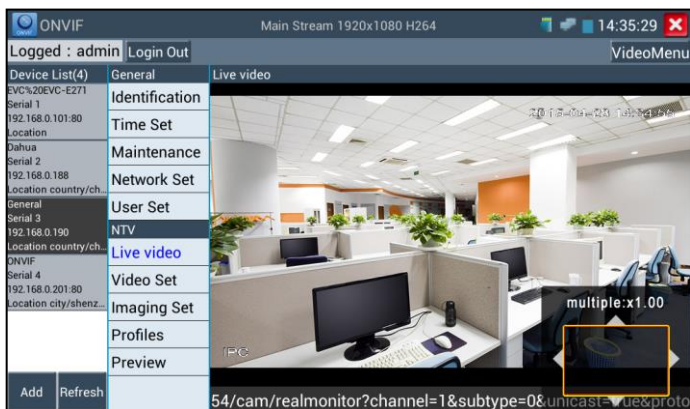 ONVIF
Main Stream 1920x1080 H264
14:35:29
Logged : admin
Login Out
VideoMenu
Device List(4)
EVC%20EVC-E271
Serial 1
192.168.0.101:80
Location
Dahua
Serial 2
192.168.0.188
Location country/ch...
General
Serial 3
192.168.0.190
Location country/ch...
ONVIF
Serial 4
192.168.0.201:80
Location city/shenz...
Add
Refresh
General
Identification
Time Set
Maintenance
Network Set
User Set
NTV
Live video
Video Set
Imaging Set
Profiles
Preview
Live video
multiple:x1.00
IPC
54/cam/realmonitor?channel=1&subtype=0&unicast=true&proto